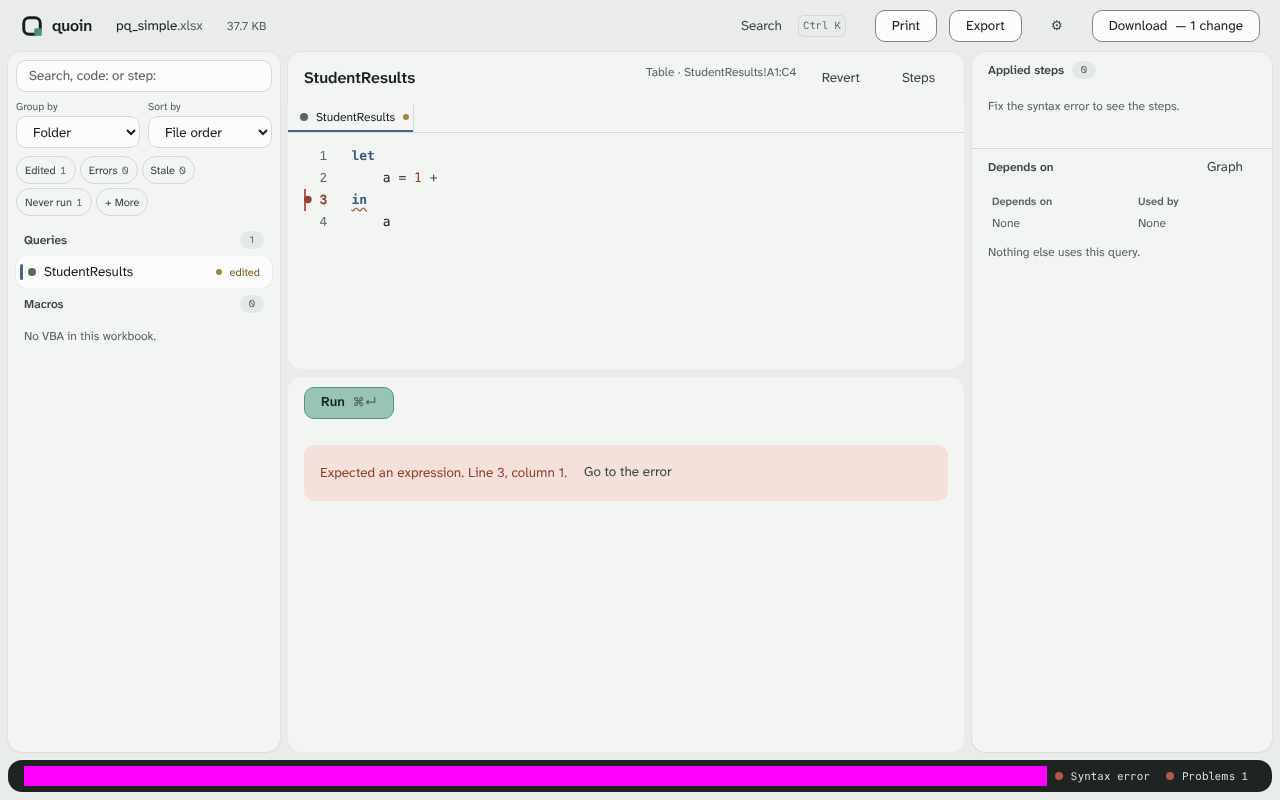 quoin
pq_simple.xlsx
37.7 KB
Search
Ctrl K
Print
Export
Download — 1 change
Search, code: or step:
Group by
Sort by
Folder
File order
Edited 1
Errors 0
Stale 0
Never run 1
+ More
Queries
1
StudentResults
edited
Macros
0
No VBA in this workbook.
StudentResults
Table · StudentResults!A1:C4
Revert
Steps
StudentResults
1 let
2 a = 1 +
3 in
4 a
Run ⌘↵
Expected an expression. Line 3, column 1.
Go to the error
Applied steps
0
Fix the syntax error to see the steps.
Depends on
Graph
Depends on
Used by
None
None
Nothing else uses this query.
Syntax error
Problems 1